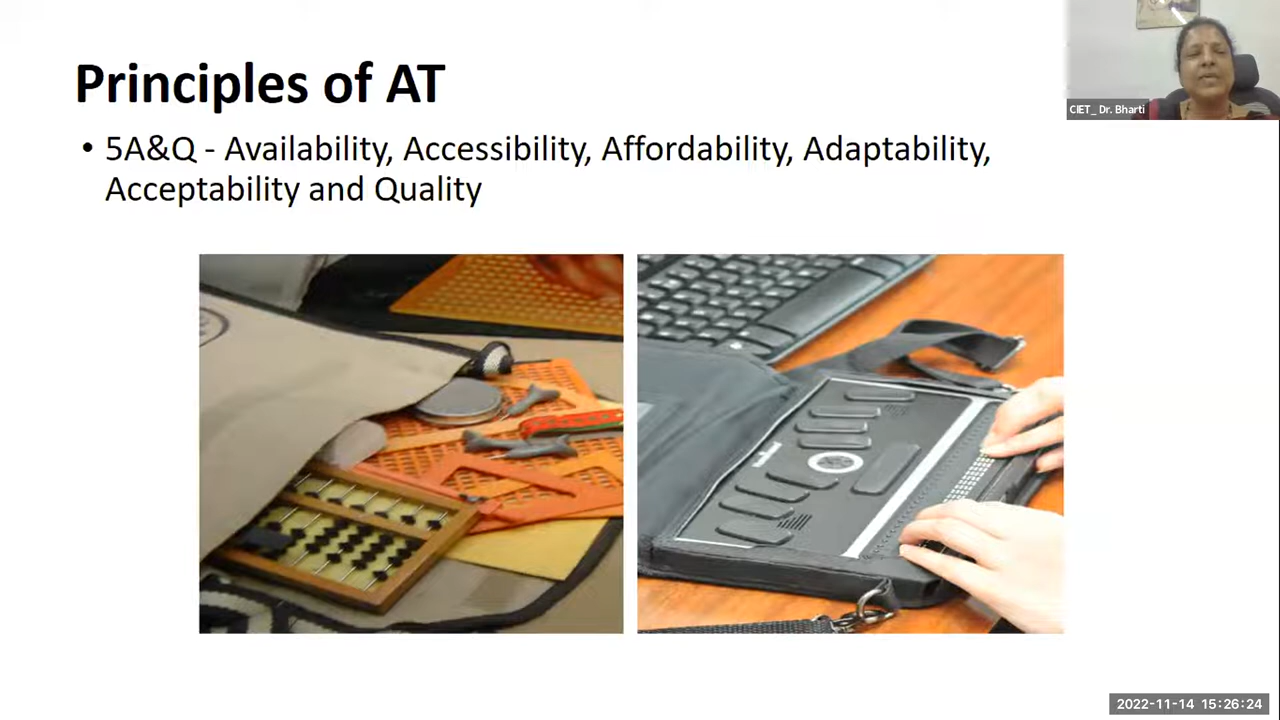 Principles of AT
• 5A&Q - Availability, Accessibility, Affordability, Adaptability,
Acceptability and Quality
CIET_ Dr. Bharti
2022-11-14 15:26:24